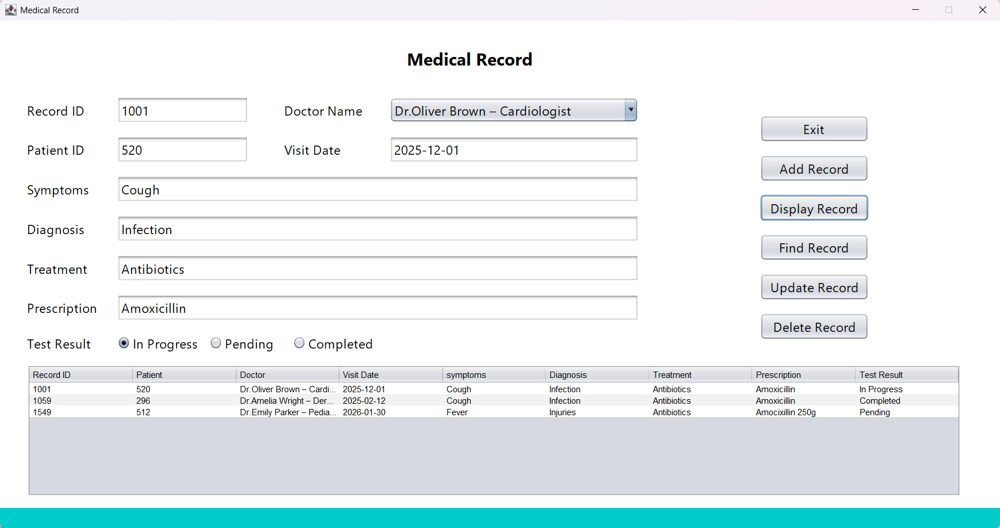 Medical Record
Medical Record
Record ID 1001 Doctor Name Dr.Oliver Brown – Cardiologist
Patient ID 520 Visit Date 2025-12-01
Symptoms Cough
Diagnosis Infection
Treatment Antibiotics
Prescription Amoxicillin
Test Result In Progress Pending Completed
Exit
Add Record
Display Record
Find Record
Update Record
Delete Record
Record ID Patient Doctor Visit Date symptoms Diagnosis Treatment Prescription Test Result
1001 520 Dr.Oliver Brown – Cardi... 2025-12-01 Cough Infection Antibiotics Amoxicillin In Progress
1059 296 Dr.Amelia Wright – Der... 2025-02-12 Cough Infection Antibiotics Amoxicillin Completed
1549 512 Dr.Emily Parker – Pedia... 2026-01-30 Fever Injuries Antibiotics Amocixillin 250g Pending